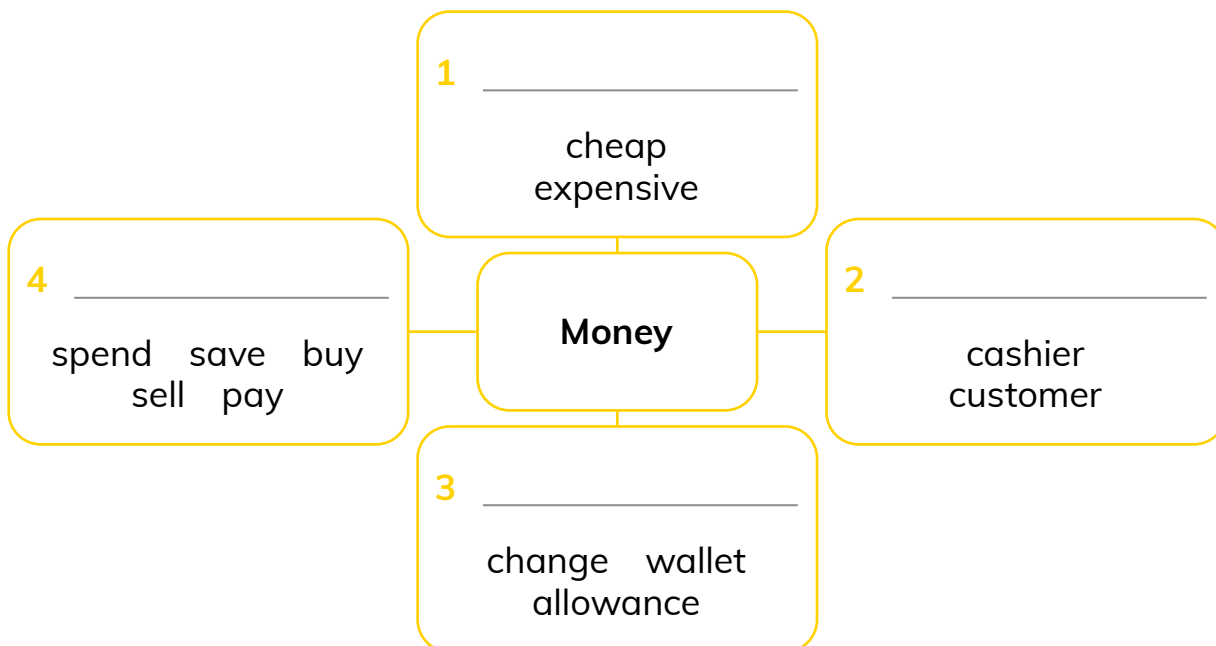 1
cheap
expensive
4
spend save buy
sell pay
Money
2
cashier
customer
3
change wallet
allowance